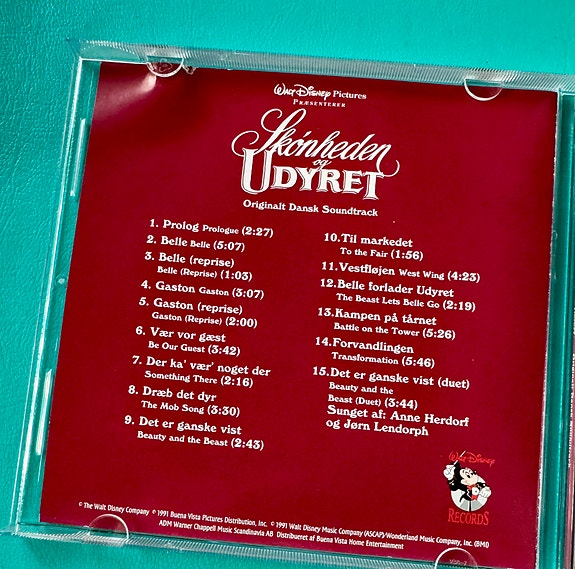 Walt Disney Pictures
PRÆSENTERER
Skønheden
og
UDYRET
Originalt Dansk Soundtrack
1. Prolog Prologue (2:27)
2. Belle Belle (5:07)
3. Belle (reprise)
Belle (Reprise) (1:03)
4. Gaston Gaston (3:07)
5. Gaston (reprise)
Gaston (Reprise) (2:00)
6. Vær vor gæst
Be Our Guest (3:42)
7. Der ka' vær' noget der
Something There (2:16)
8. Dræb det dyr
The Mob Song (3:30)
9. Det er ganske vist
Beauty and the Beast (2:43)
10.Til markedet
To the Fair (1:56)
11.Vestfløjen West Wing (4:23)
12.Belle forlader Udyret
The Beast Lets Belle Go (2:19)
13.Kampen på tårnet
Battle on the Tower (5:26)
14.Forvandlingen
Transformation (5:46)
15.Det er ganske vist (duet)
Beauty and the
Beast (Duet) (3:44)
Sunget af: Anne Herdorf
og Jørn Lendorph
Walt Disney
RECORDS
© The Walt Disney Company © 1991 Buena Vista Pictures Distribution, Inc. © 1991 Walt Disney Music Company (ASCAP)/Wonderland Music Company, Inc. (BMI)
ADM Warner Chappell Music Scandinavia AB Distribueret af Buena Vista Home Entertainment